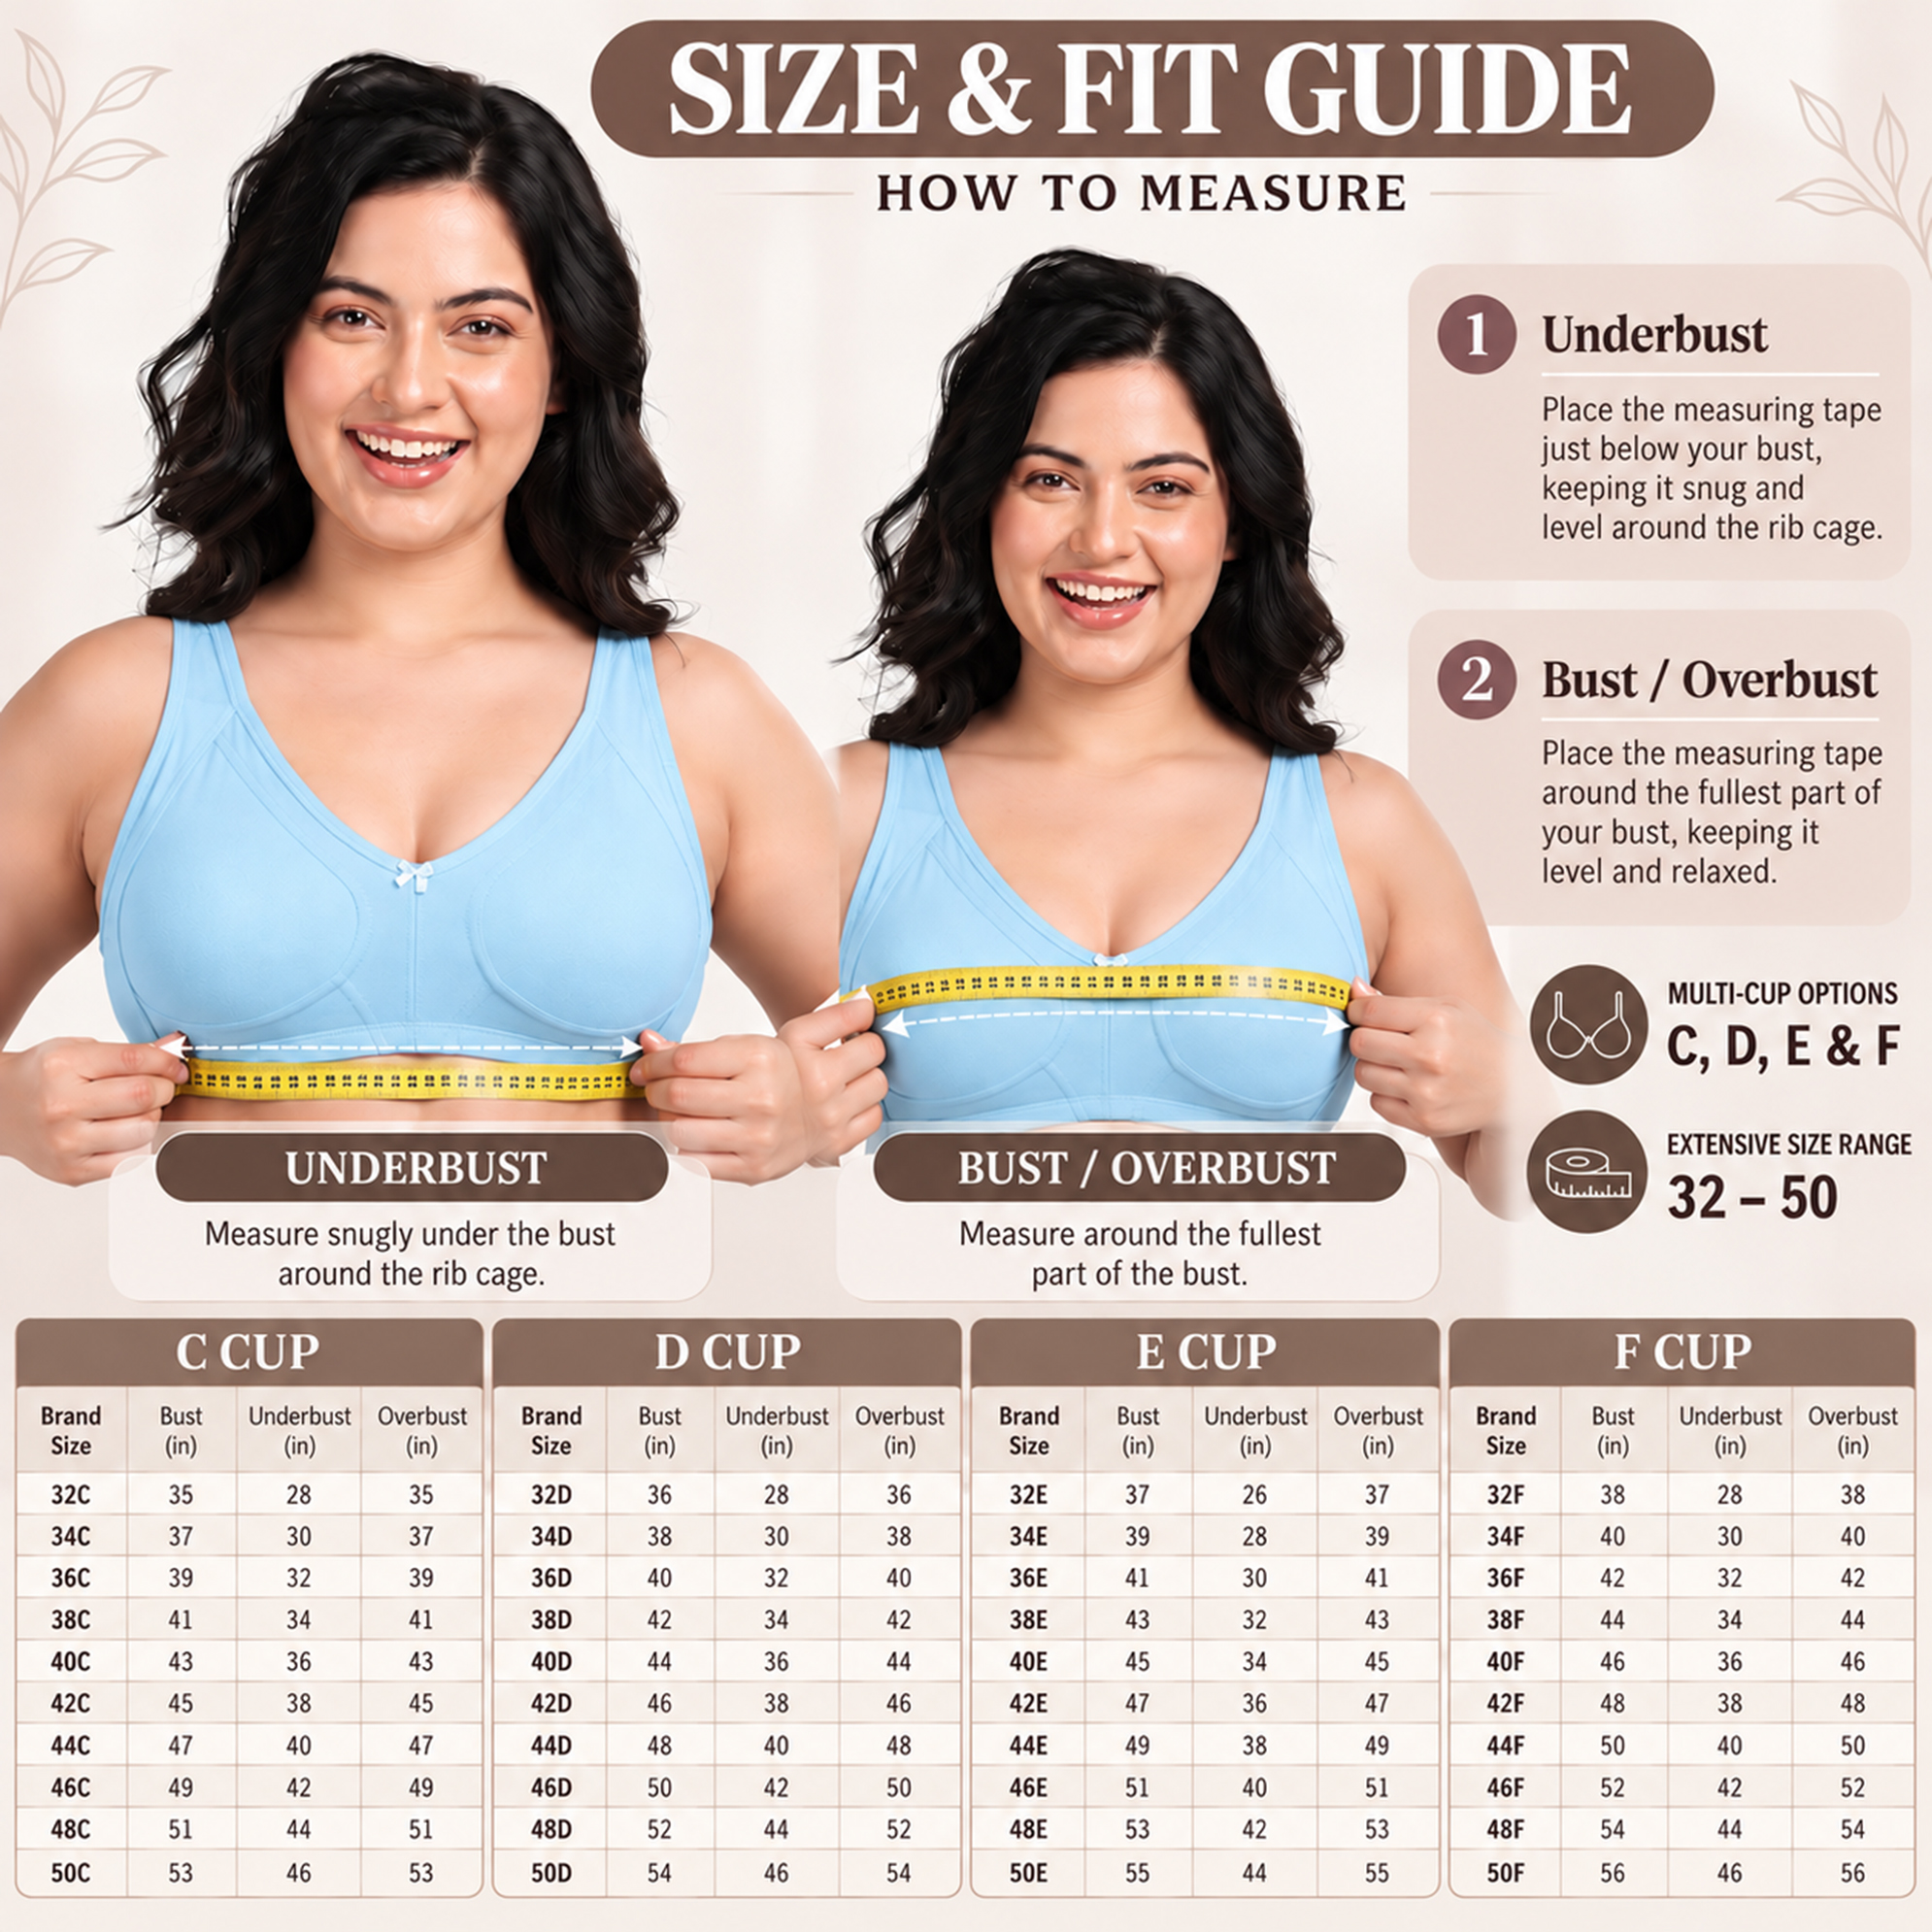 SIZE & FIT GUIDE
HOW TO MEASURE
1 Underbust
Place the measuring tape
just below your bust,
keeping it snug and
level around the rib cage.
2 Bust / Overbust
Place the measuring tape
around the fullest part of
your bust, keeping it
level and relaxed.
MULTI-CUP OPTIONS
C, D, E & F
EXTENSIVE SIZE RANGE
32 – 50
UNDERBUST
Measure snugly under the bust
around the rib cage.
BUST / OVERBUST
Measure around the fullest
part of the bust.
C CUP
Brand Bust Underbust Overbust
Size (in) (in) (in)
32C 35 28 35
34C 37 30 37
36C 39 32 39
38C 41 34 41
40C 43 36 43
42C 45 38 45
44C 47 40 47
46C 49 42 49
48C 51 44 51
50C 53 46 53
D CUP
Brand Bust Underbust Overbust
Size (in) (in) (in)
32D 36 28 36
34D 38 30 38
36D 40 32 40
38D 42 34 42
40D 44 36 44
42D 46 38 46
44D 48 40 48
46D 50 42 50
48D 52 44 52
50D 54 46 54
E CUP
Brand Bust Underbust Overbust
Size (in) (in) (in)
32E 37 26 37
34E 39 28 39
36E 41 30 41
38E 43 32 43
40E 45 34 45
42E 47 36 47
44E 49 38 49
46E 51 40 51
48E 53 42 53
50E 55 44 55
F CUP
Brand Bust Underbust Overbust
Size (in) (in) (in)
32F 38 28 38
34F 40 30 40
36F 42 32 42
38F 44 34 44
40F 46 36 46
42F 48 38 48
44F 50 40 50
46F 52 42 52
48F 54 44 54
50F 56 46 56